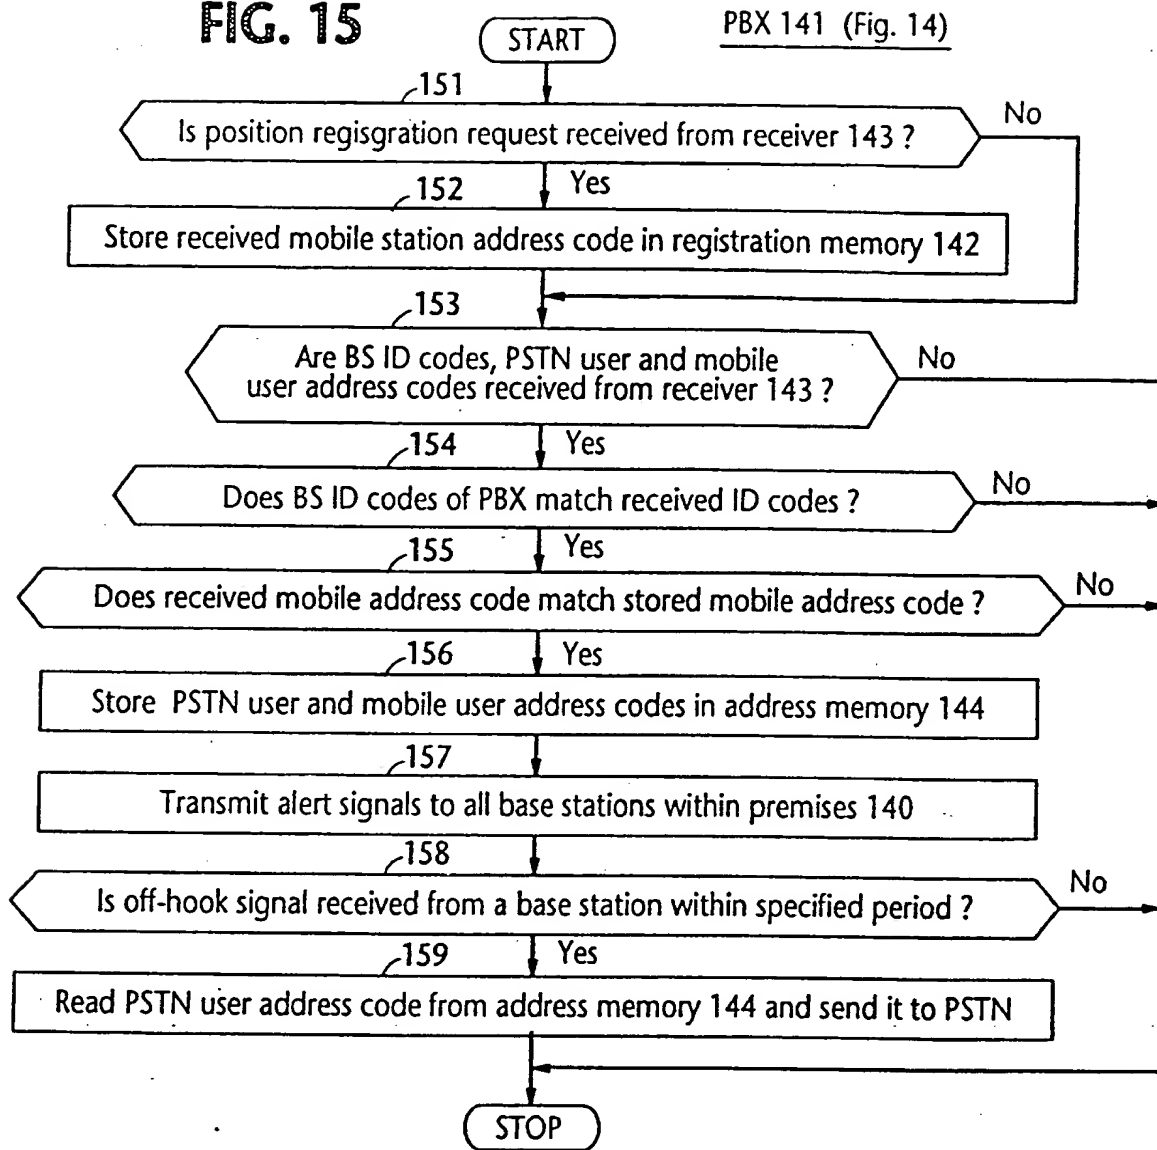 FIG. 15
PBX 141 (Fig. 14)
START
151
Is position regisgration request received from receiver 143 ?
No
Yes
152
Store received mobile station address code in registration memory 142
153
Are BS ID codes, PSTN user and mobile
user address codes received from receiver 143 ?
No
Yes
154
Does BS ID codes of PBX match received ID codes ?
No
Yes
155
Does received mobile address code match stored mobile address code ?
No
Yes
156
Store PSTN user and mobile user address codes in address memory 144
157
Transmit alert signals to all base stations within premises 140
158
Is off-hook signal received from a base station within specified period ?
No
Yes
159
Read PSTN user address code from address memory 144 and send it to PSTN
STOP